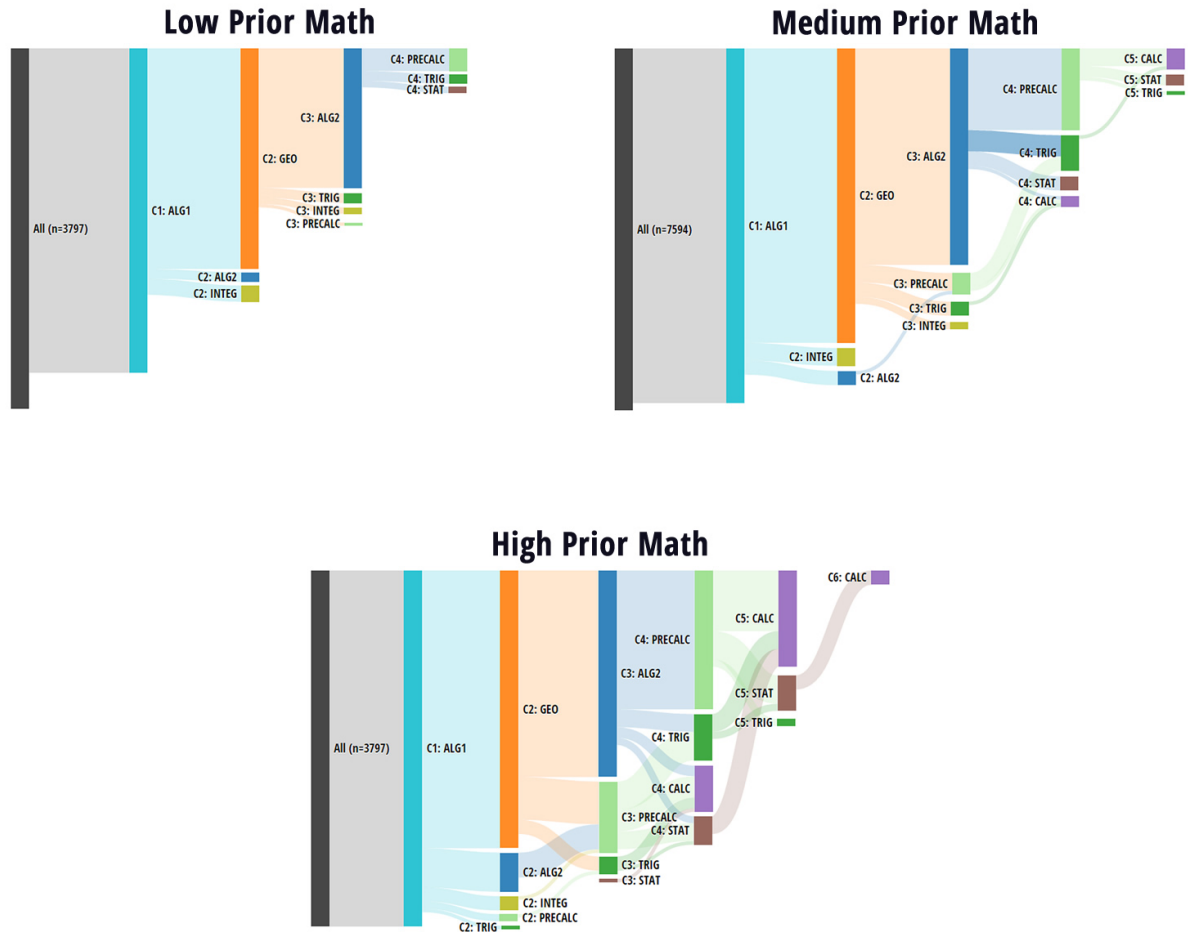 Low Prior Math
C4: PRECALC
C4: TRIG
C4: STAT
C3: ALG2
C2: GEO
C3: TRIG
C3: INTEG
C3: PRECALC
C1: ALG1
All (n=3797)
C2: ALG2
C2: INTEG
Medium Prior Math
C5: CALC
C5: STAT
C5: TRIG
C4: PRECALC
C4: TRIG
C3: ALG2
C4: STAT
C2: GEO
C4: CALC
C1: ALG1
All (n=7594)
C3: PRECALC
C3: TRIG
C3: INTEG
C2: INTEG
C2: ALG2
High Prior Math
C6: CALC
C5: CALC
C4: PRECALC
C3: ALG2
C5: STAT
C2: GEO
C5: TRIG
C4: TRIG
All (n=3797)
C1: ALG1
C4: CALC
C3: PRECALC
C4: STAT
C3: TRIG
C2: ALG2
C3: STAT
C2: INTEG
C2: PRECALC
C2: TRIG